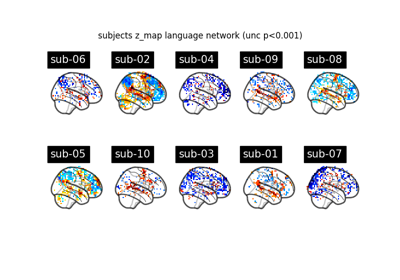 subjects z_map language network (unc p<0.001)
sub-06 sub-02 sub-04 sub-09 sub-08
sub-05 sub-10 sub-03 sub-01 sub-07